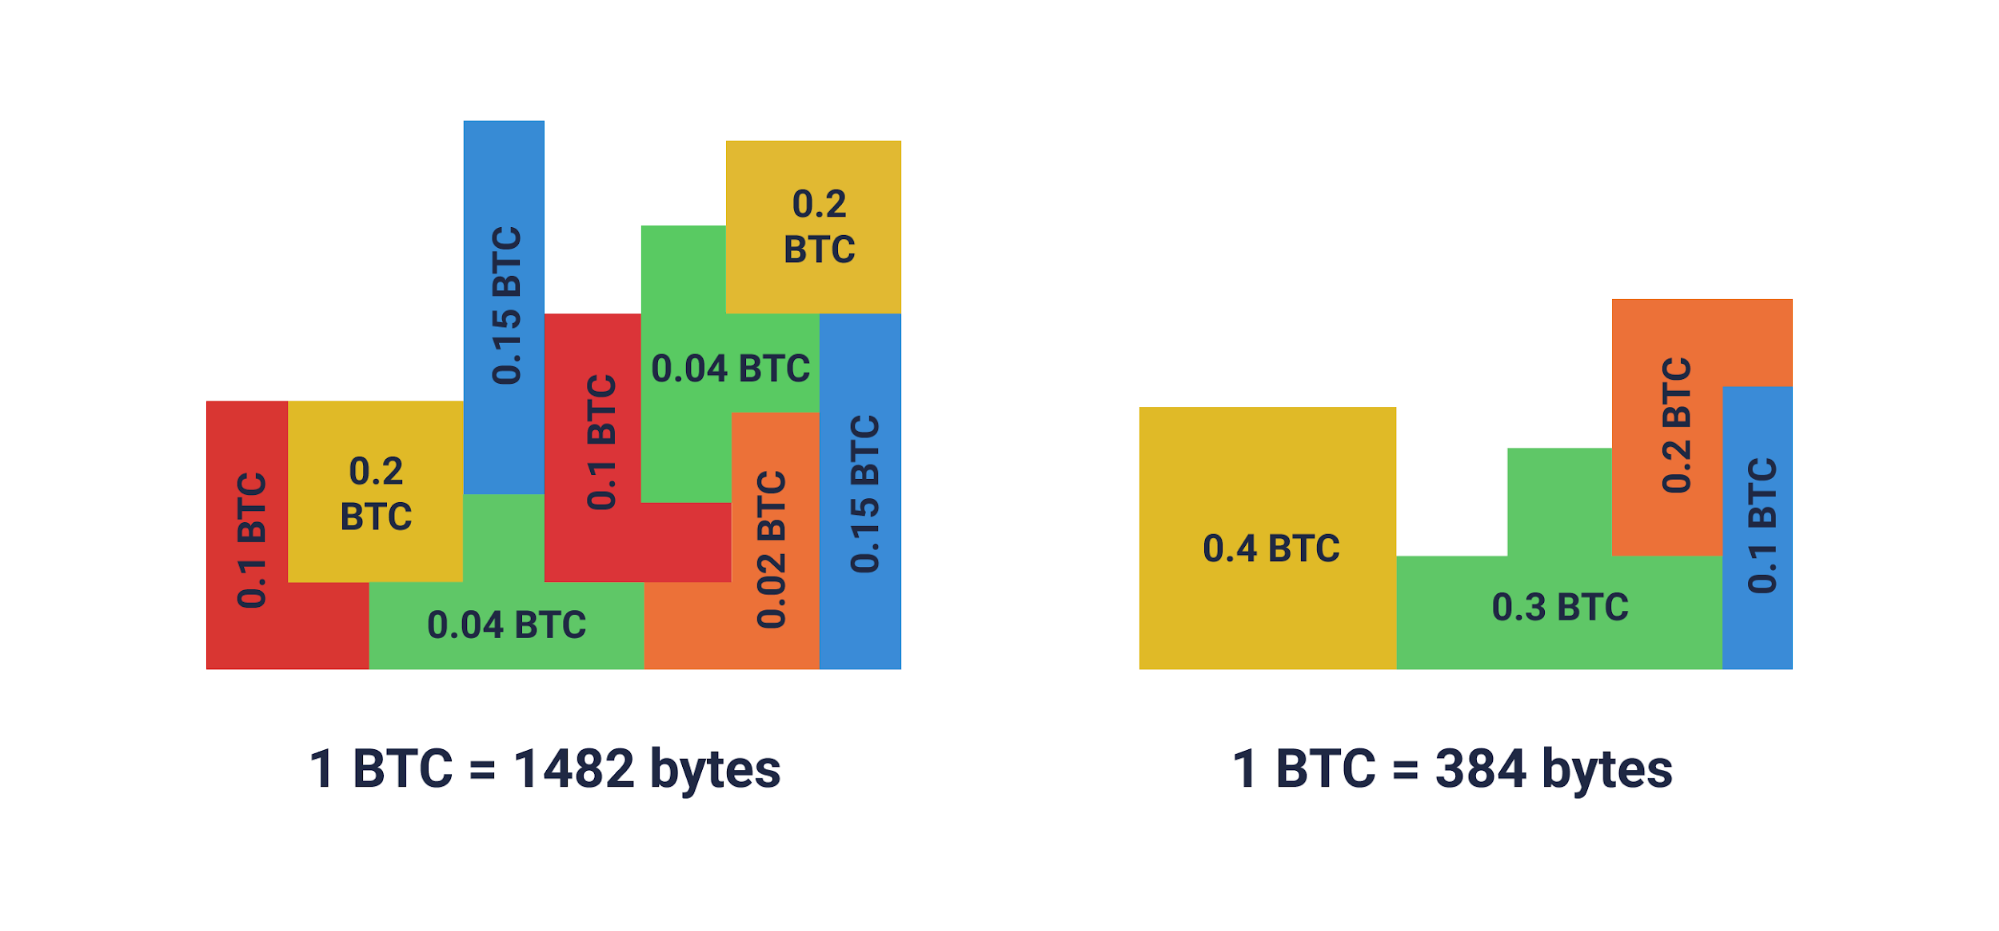 0.1 BTC
0.2
BTC
0.15 BTC
0.04 BTC
0.1 BTC
0.04 BTC
0.2
BTC
0.02 BTC
0.15 BTC
1 BTC = 1482 bytes
0.4 BTC
0.3 BTC
0.2 BTC
0.1 BTC
1 BTC = 384 bytes